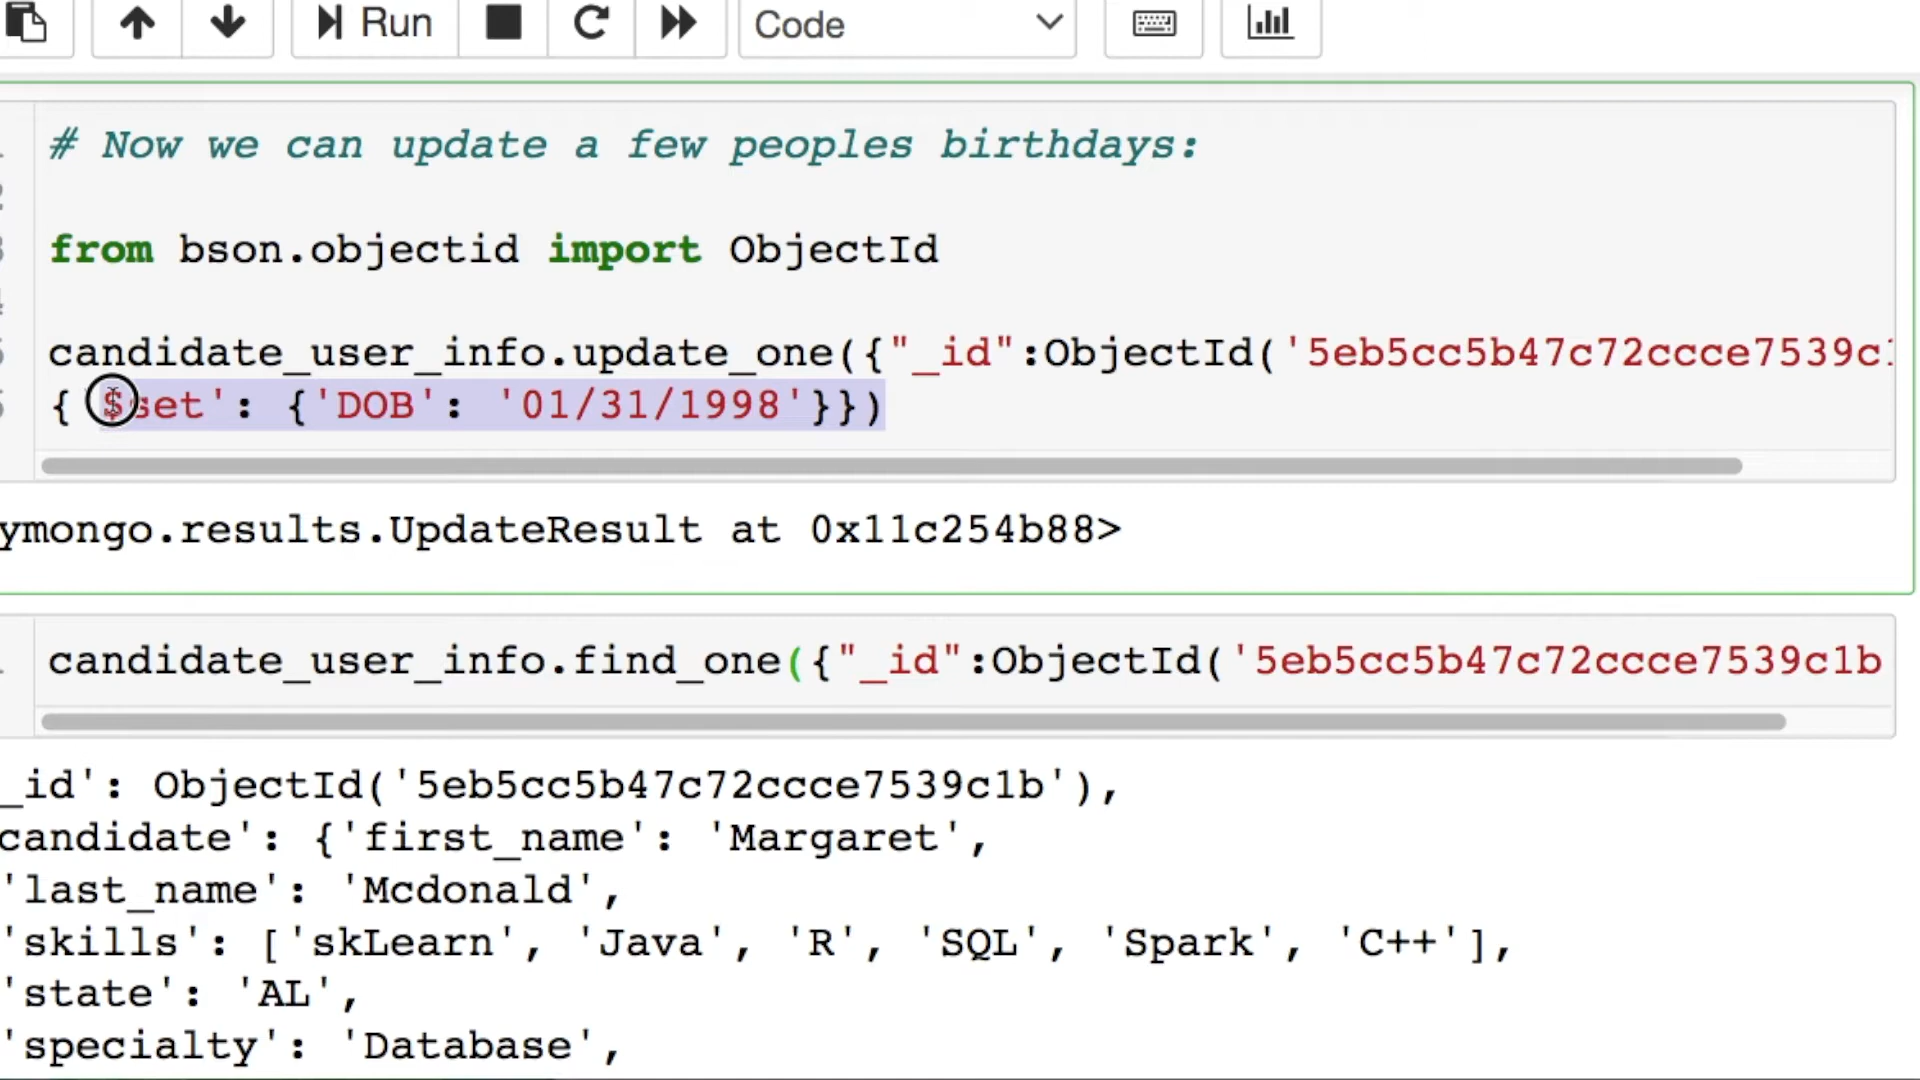 Run Code
# Now we can update a few peoples birthdays:
from bson.objectid import ObjectId
candidate_user_info.update_one({"_id":ObjectId('5eb5cc5b47c72ccce7539c1
{ $set': {'DOB': '01/31/1998'}})
ymongo.results.UpdateResult at 0x11c254b88>
candidate_user_info.find_one({"_id":ObjectId('5eb5cc5b47c72ccce7539c1b
_id': ObjectId('5eb5cc5b47c72ccce7539c1b'),
candidate': {'first_name': 'Margaret',
'last_name': 'Mcdonald',
'skills': ['skLearn', 'Java', 'R', 'SQL', 'Spark', 'C++'],
'state': 'AL',
'specialty': 'Database',